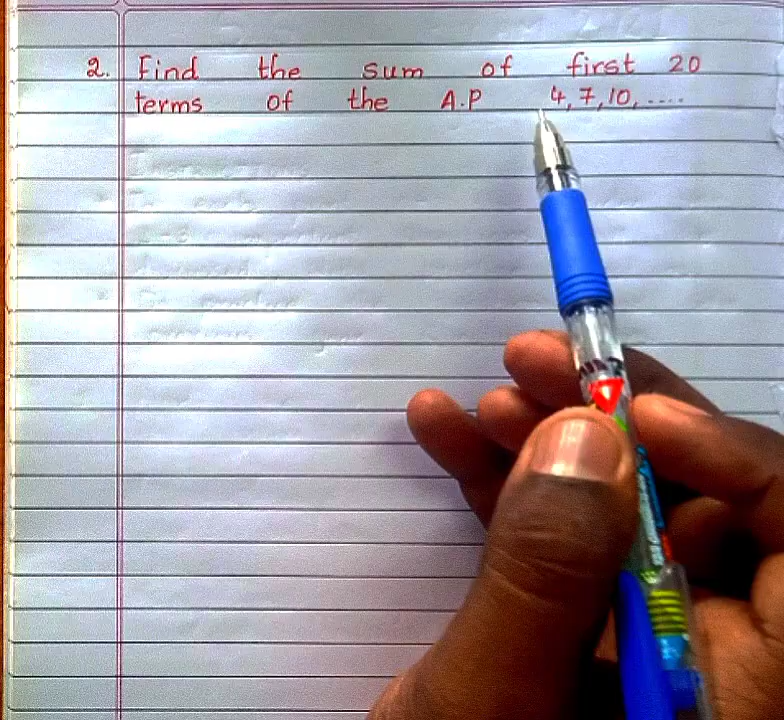 2. Find the sum of first 20
terms of the A.P 4,7,10,....